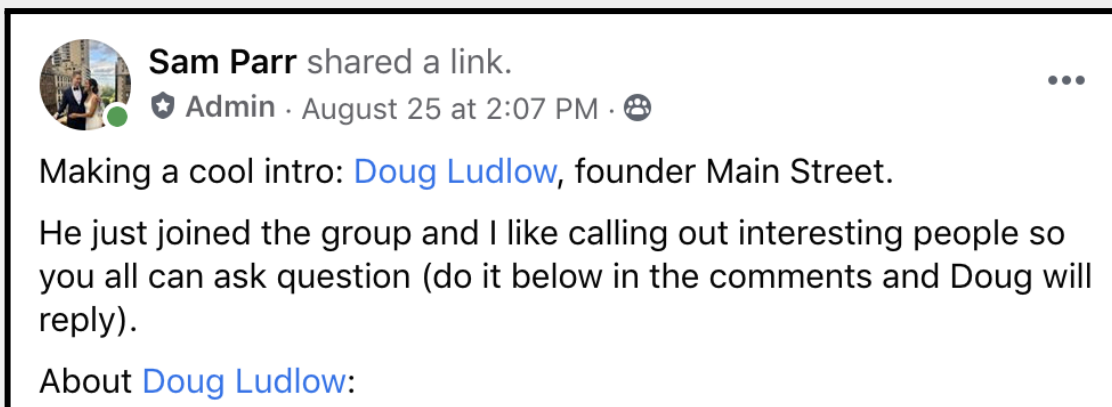 Sam Parr shared a link.
Admin · August 25 at 2:07 PM ·
Making a cool intro: Doug Ludlow, founder Main Street.
He just joined the group and I like calling out interesting people so
you all can ask question (do it below in the comments and Doug will
reply).
About Doug Ludlow: